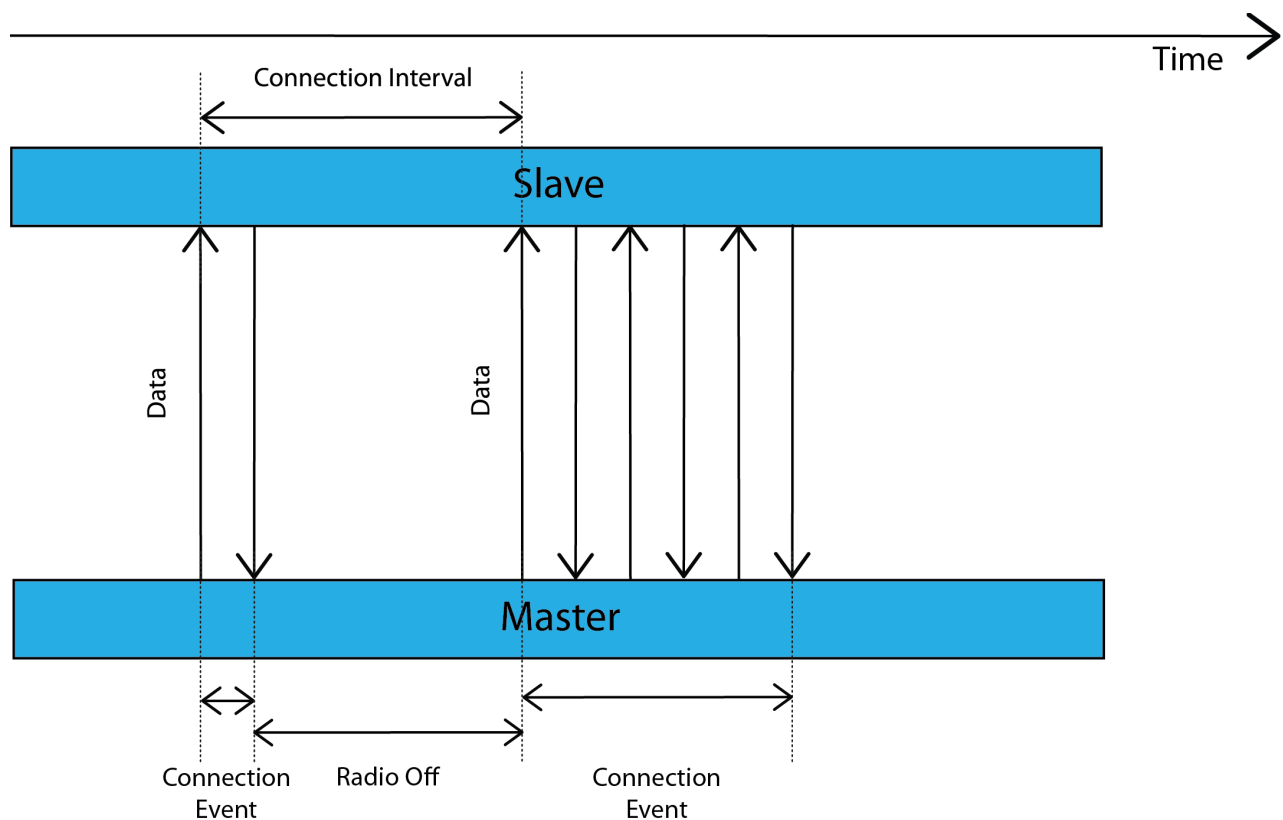 Time
Connection Interval
Slave
Data
Data
Master
Connection
Event
Radio Off
Connection
Event